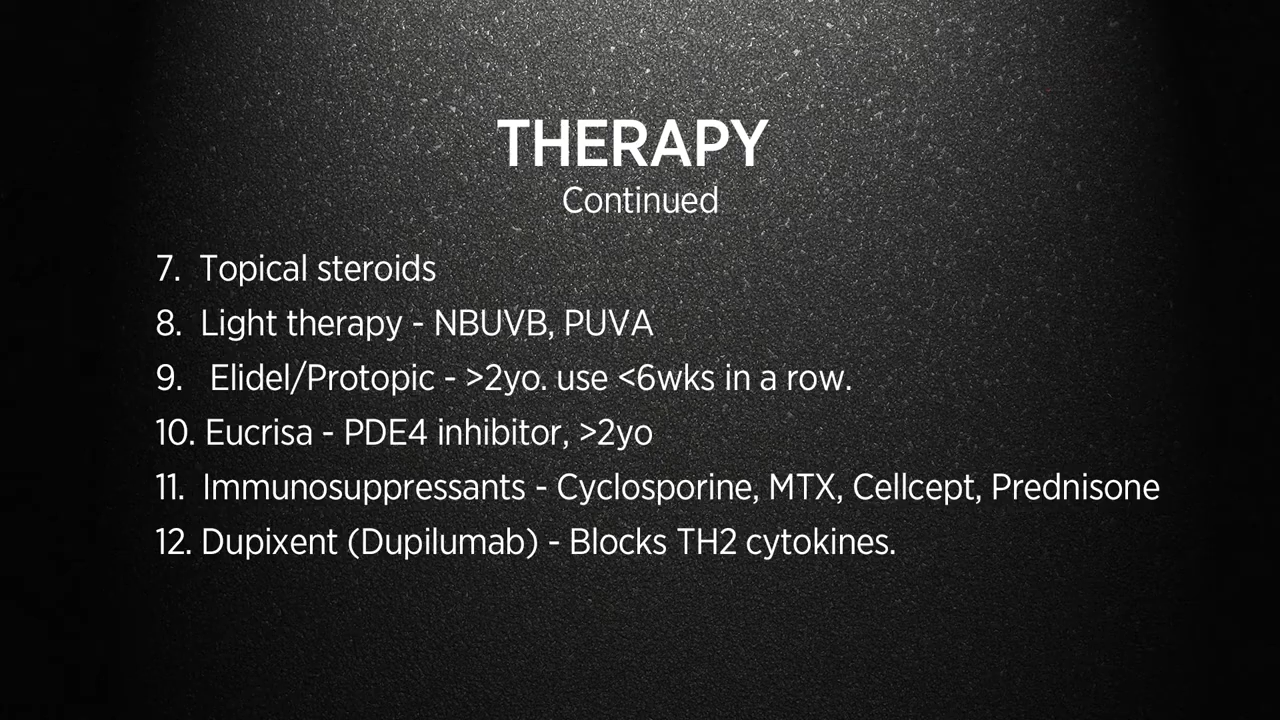 THERAPY
Continued
7. Topical steroids
8. Light therapy - NBUVB, PUVA
9. Elidel/Protopic - >2yo. use <6wks in a row.
10. Eucrisa - PDE4 inhibitor, >2yo
11. Immunosuppressants - Cyclosporine, MTX, Cellcept, Prednisone
12. Dupixent (Dupilumab) - Blocks TH2 cytokines.